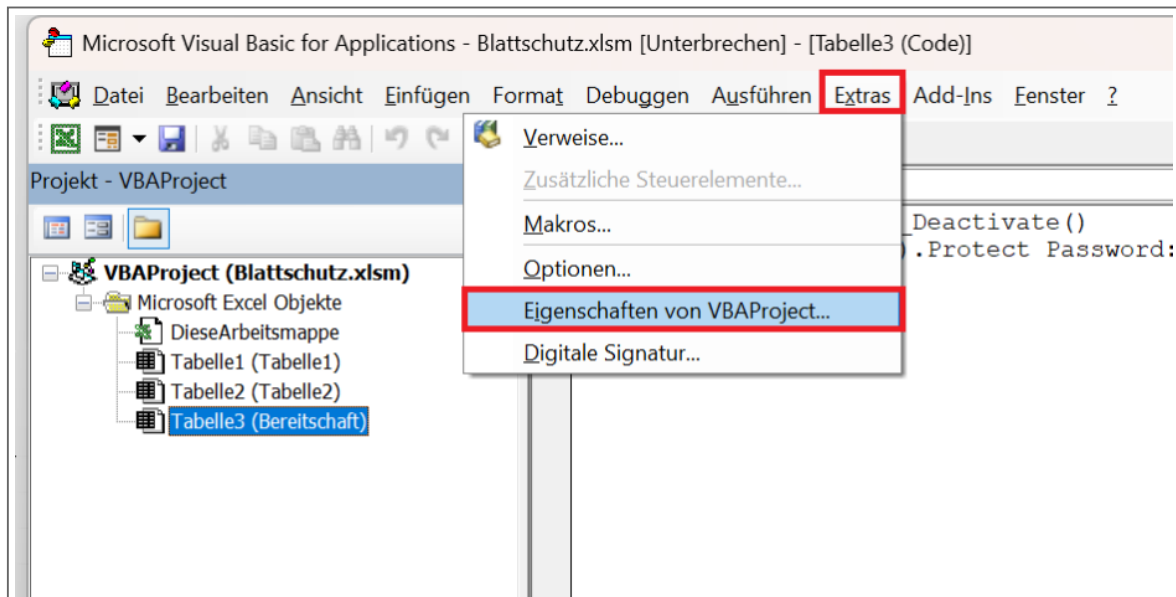 Microsoft Visual Basic for Applications - Blattschutz.xlsm [Unterbrechen] - [Tabelle3 (Code)]
Datei Bearbeiten Ansicht Einfügen Format Debuggen Ausführen Extras Add-Ins Fenster ?
Verweise...
Projekt - VBAProject
Zusätzliche Steuerelemente...
Makros...
_Deactivate()
).Protect Password:
Optionen...
VBAProject (Blattschutz.xlsm)
Microsoft Excel Objekte
Eigenschaften von VBAProject...
DieseArbeitsmappe
Digitale Signatur...
Tabelle1 (Tabelle1)
Tabelle2 (Tabelle2)
Tabelle3 (Bereitschaft)